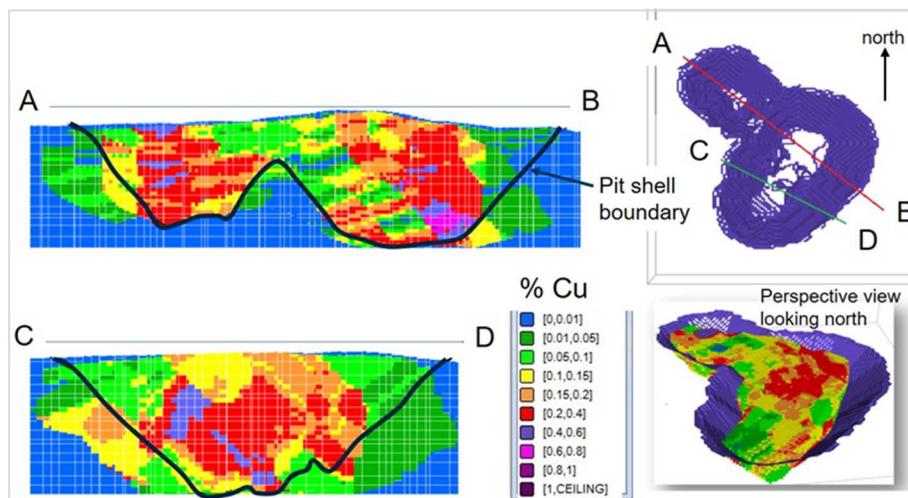 A
B
Pit shell
boundary
A
north
C
B
D
C
D
% Cu
[0,0.01]
[0.01,0.05]
[0.05,0.1]
[0.1,0.15]
[0.15,0.2]
[0.2,0.4]
[0.4,0.6]
[0.6,0.8]
[0.8,1]
[1,CEILING]
Perspective view
looking north